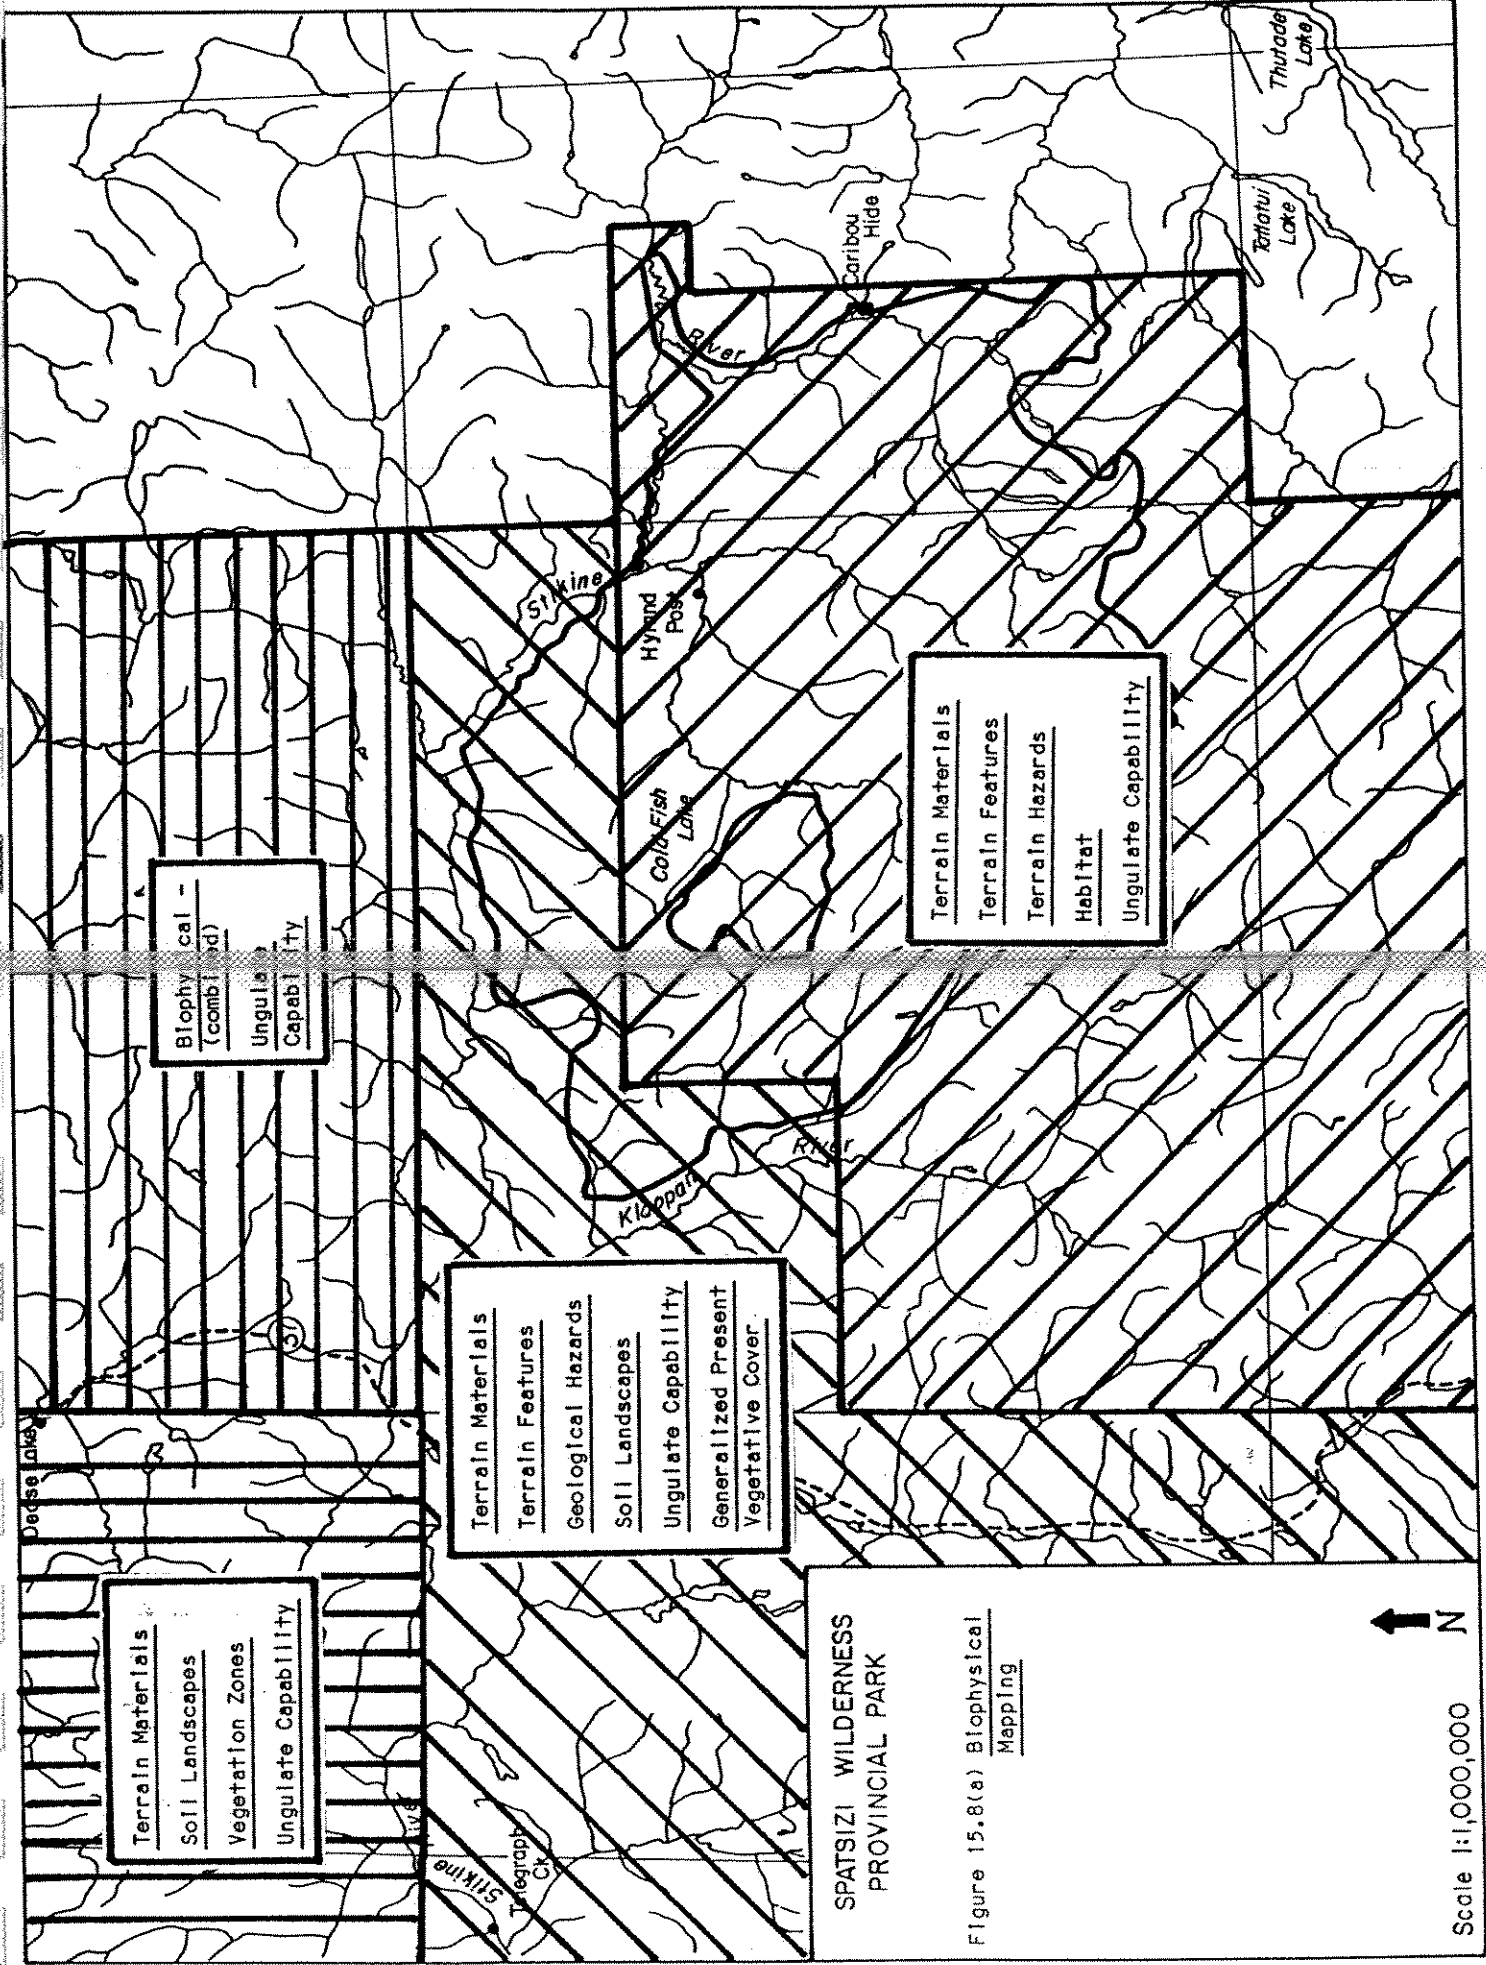 Dease Lake
37
Biophysical -
(combined)
Ungulate
Capability
Terrain Materials
Soil Landscapes
Vegetation Zones
Ungulate Capability
Stikine
River
Telegraph
Ck
Terrain Materials
Terrain Features
Geological Hazards
Soil Landscapes
Ungulate Capability
Generalized Present
Vegetative Cover
Klappan
River
Cold Fish
Lake
Hyland
Post
Stikine
River
Caribou
Hide
Terrain Materials
Terrain Features
Terrain Hazards
Habitat
Ungulate Capability
Tatlatui
Lake
Thutade
Lake
SPATSIZI WILDERNESS
PROVINCIAL PARK
Figure 15.8(a) Biophysical
Mapping
N
Scale 1:1,000,000